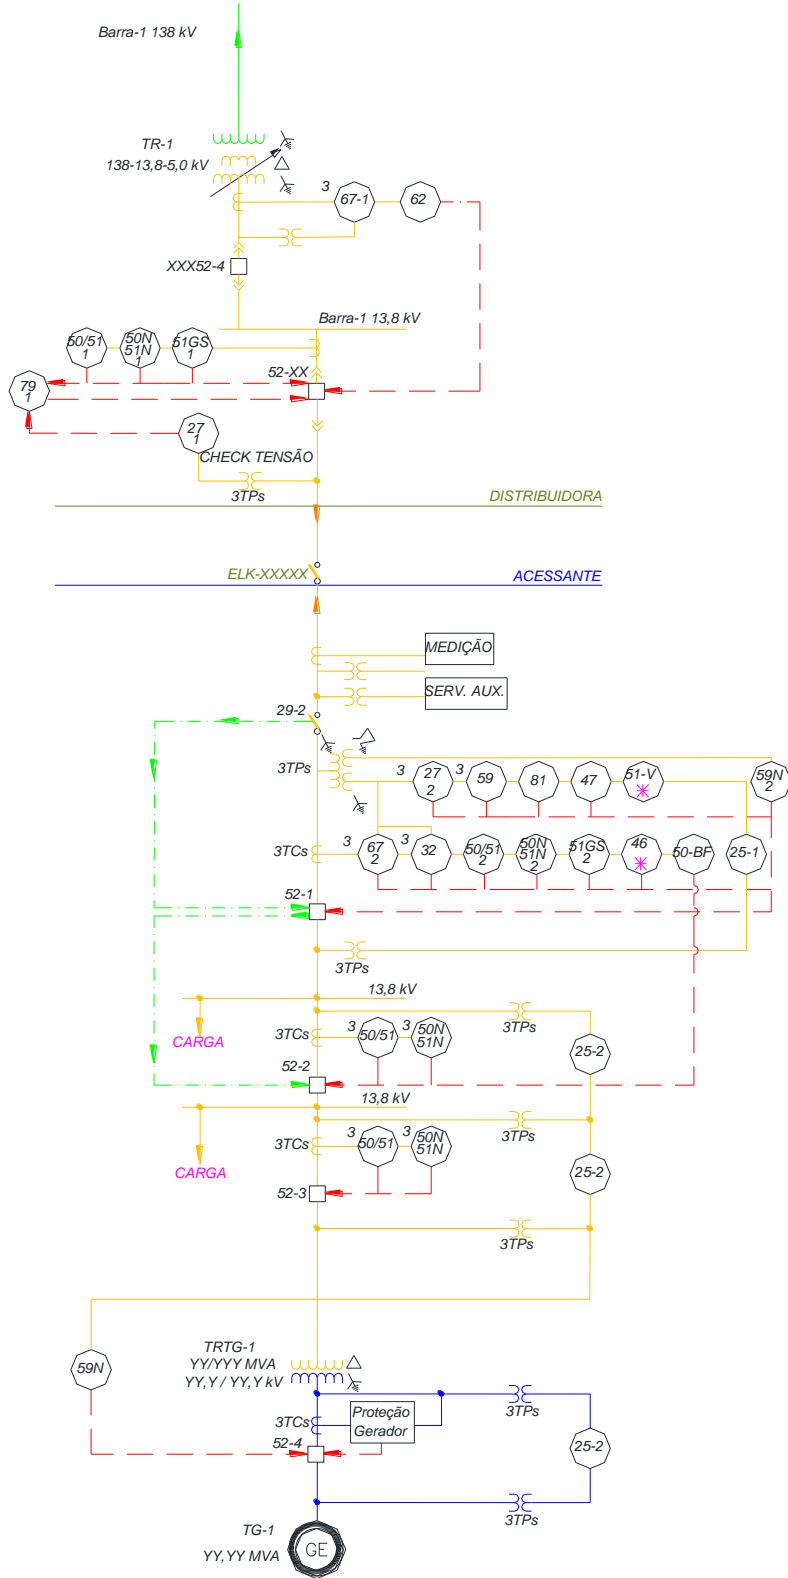 Barra-1 138 kV
TR-1
138-13,8-5,0 kV
3
67-1
62
XXX52-4
Barra-1 13,8 kV
50/51
1
50N
51N
1
51GS
1
52-XX
79
1
27
1
CHECK TENSÃO
3TPs
DISTRIBUIDORA
ELK-XXXXX
ACESSANTE
MEDIÇÃO
SERV. AUX.
29-2
3TPs
3
27
2
3
59
81
47
51-V
59N
2
3TCs
3
67
2
3
32
50/51
2
50N
51N
2
51GS
2
46
50-BF
25-1
52-1
3TPs
13,8 kV
CARGA
3TCs
3
50/51
3
50N
51N
3TPs
25-2
52-2
13,8 kV
CARGA
3TCs
3
50/51
3
50N
51N
3TPs
25-2
52-3
3TPs
59N
TRTG-1
YY/YYY MVA
YY,Y / YY,Y kV
3TCs
Proteção
Gerador
3TPs
52-4
25-2
3TPs
TG-1
YY,YY MVA
GE